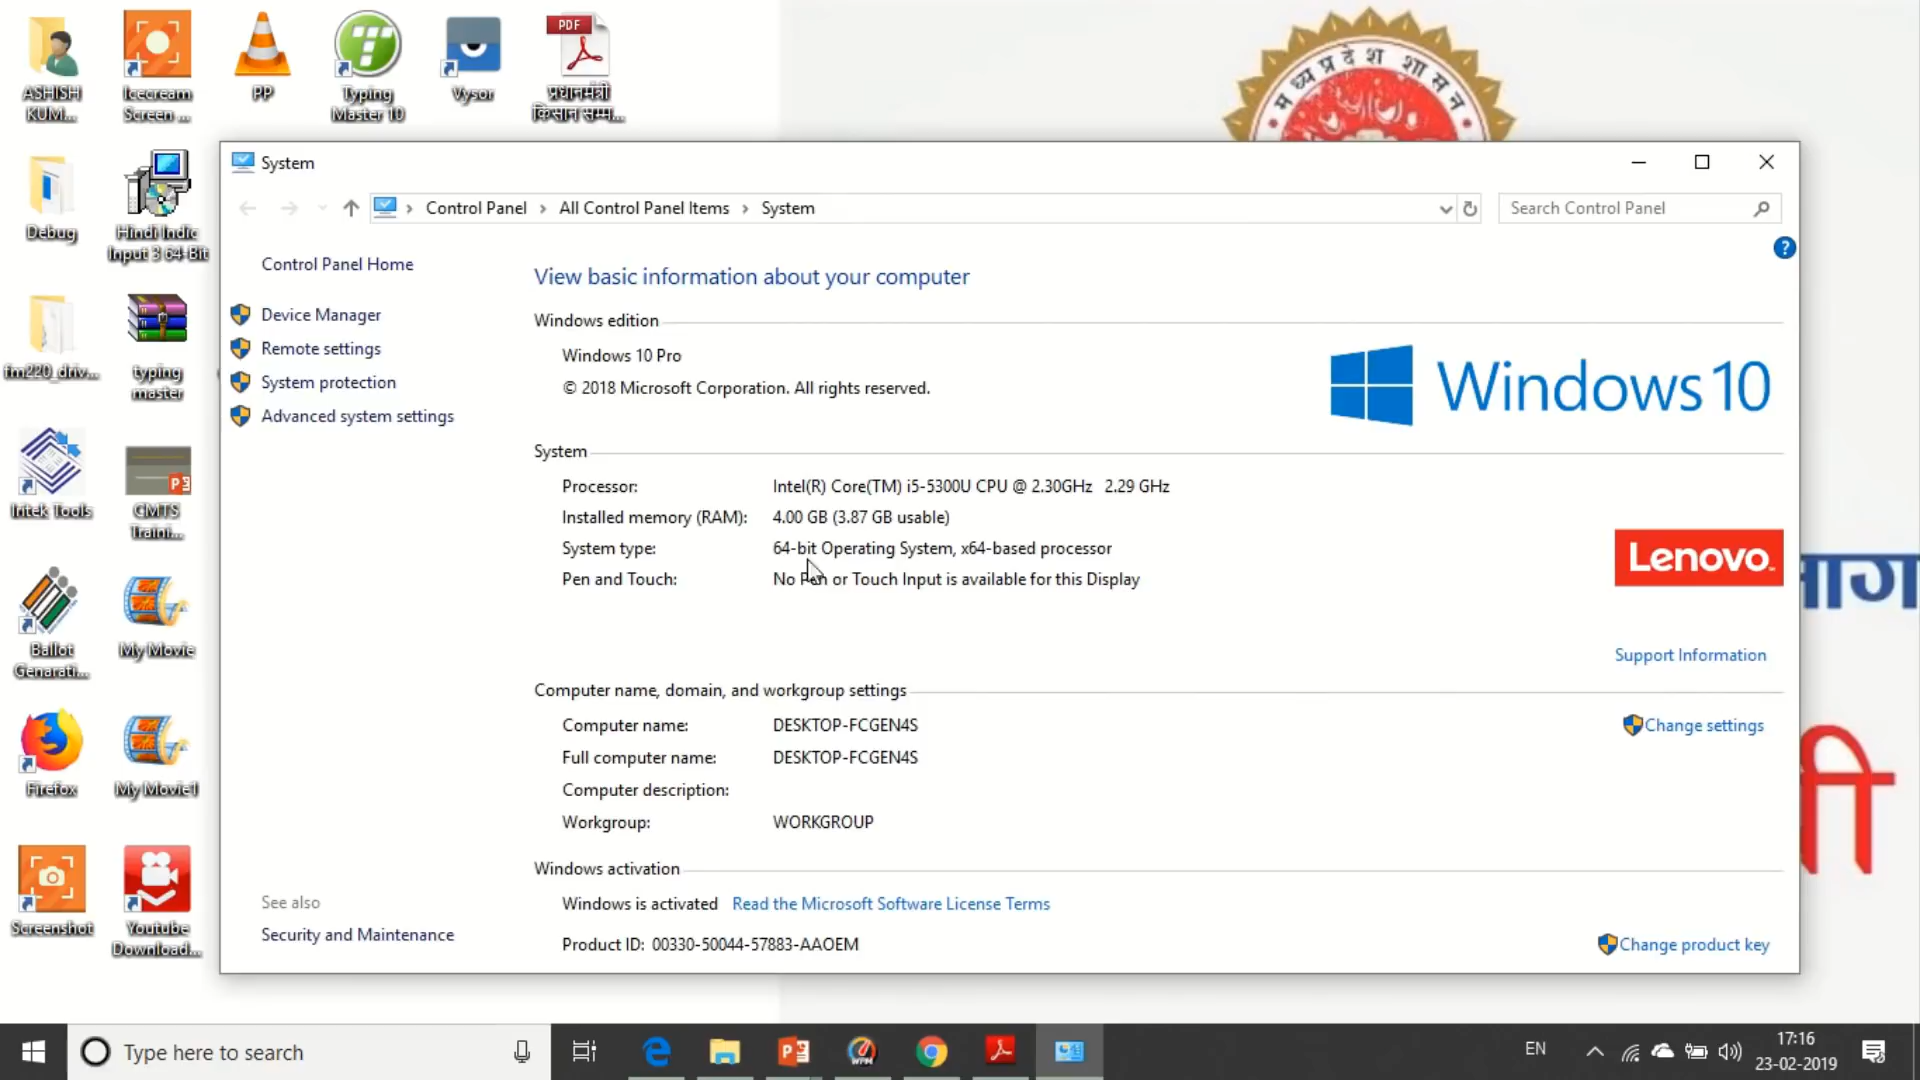 ASHISH
KUM...
Icecream
Screen ...
PP
Typing
Master 10
Vysor
PDF
प्रधानमंत्री
किसान सम्म...
मध्यप्रदेश शासन
Debug
Hindi Indic
Input 3 64-Bit
fm220_driv...
typing
master
Intek Tools
CMTS
Traini...
Ballot
Genarati...
My Movie
Firefox
My Movie1
Screenshot
Youtube
Download...
System
Control Panel
All Control Panel Items
System
Search Control Panel
Control Panel Home
Device Manager
Remote settings
System protection
Advanced system settings
See also
Security and Maintenance
View basic information about your computer
Windows edition
Windows 10 Pro
© 2018 Microsoft Corporation. All rights reserved.
Windows 10
System
Processor: Intel(R) Core(TM) i5-5300U CPU @ 2.30GHz 2.29 GHz
Installed memory (RAM): 4.00 GB (3.87 GB usable)
System type: 64-bit Operating System, x64-based processor
Pen and Touch: No Pen or Touch Input is available for this Display
Lenovo
Support Information
Computer name, domain, and workgroup settings
Computer name: DESKTOP-FCGEN4S
Change settings
Full computer name: DESKTOP-FCGEN4S
Computer description:
Workgroup: WORKGROUP
Windows activation
Windows is activated Read the Microsoft Software License Terms
Product ID: 00330-50044-57883-AAOEM
Change product key
Type here to search
WPM
EN
17:16
23-02-2019